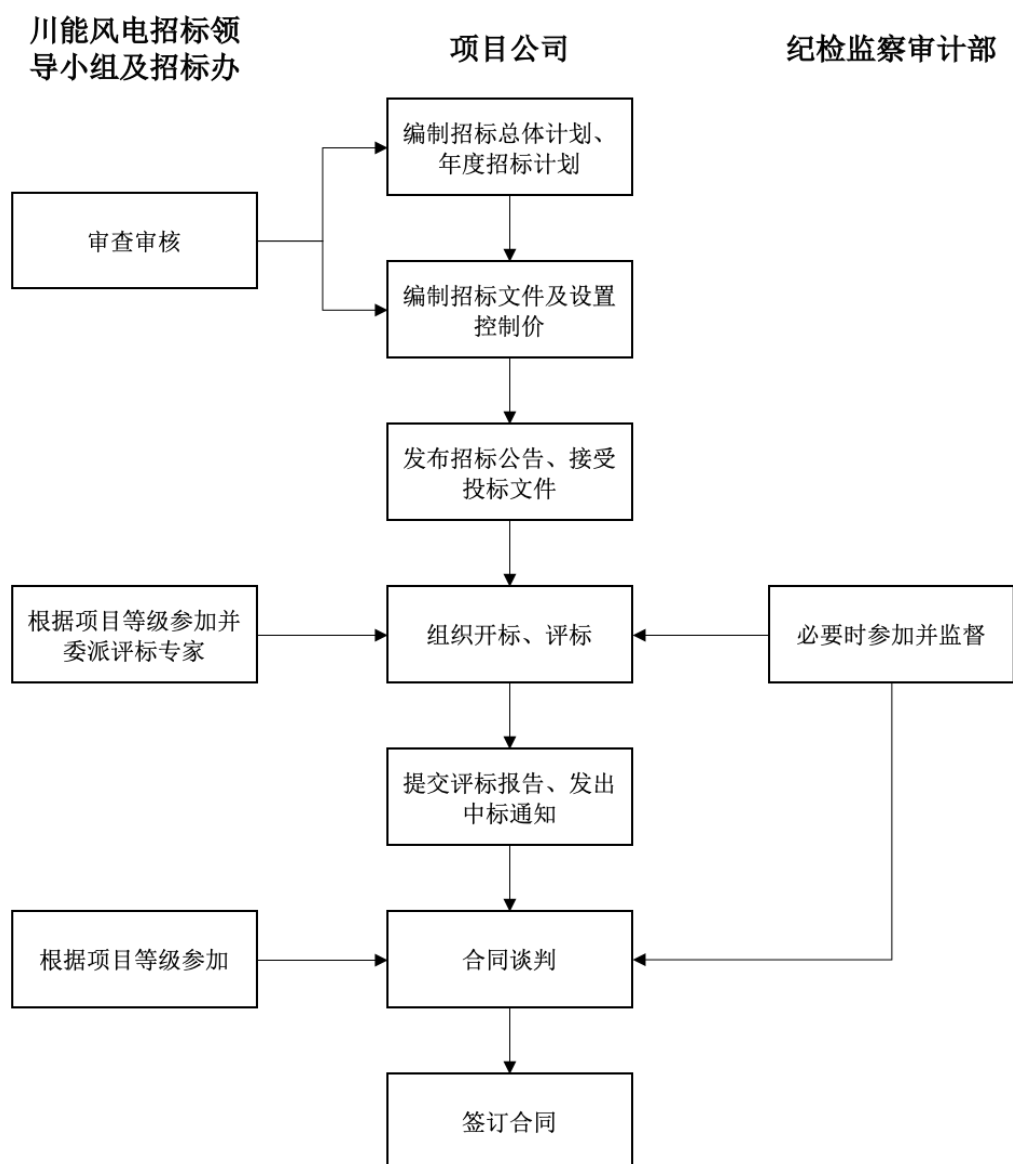 川能风电招标领
导小组及招标办
项目公司
纪检监察审计部
编制招标总体计划、
年度招标计划
审查审核
编制招标文件及设置
控制价
发布招标公告、接受
投标文件
根据项目等级参加并
委派评标专家
组织开标、评标
必要时参加并监督
提交评标报告、发出
中标通知
根据项目等级参加
合同谈判
签订合同